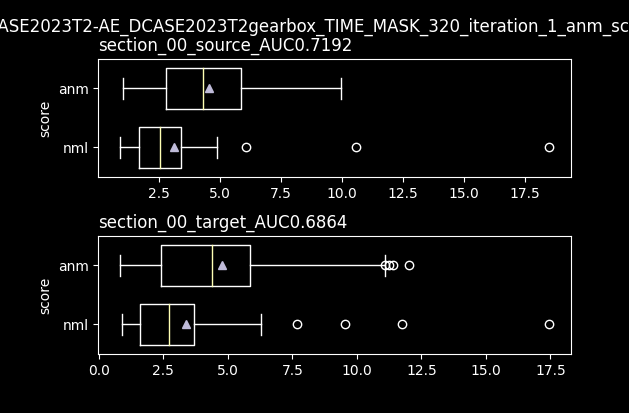 ASE2023T2-AE_DCASE2023T2gearbox_TIME_MASK_320_iteration_1_anm_sc
section_00_source_AUC0.7192
anm
nml
score
2.5 5.0 7.5 10.0 12.5 15.0 17.5
section_00_target_AUC0.6864
anm
nml
score
0.0 2.5 5.0 7.5 10.0 12.5 15.0 17.5